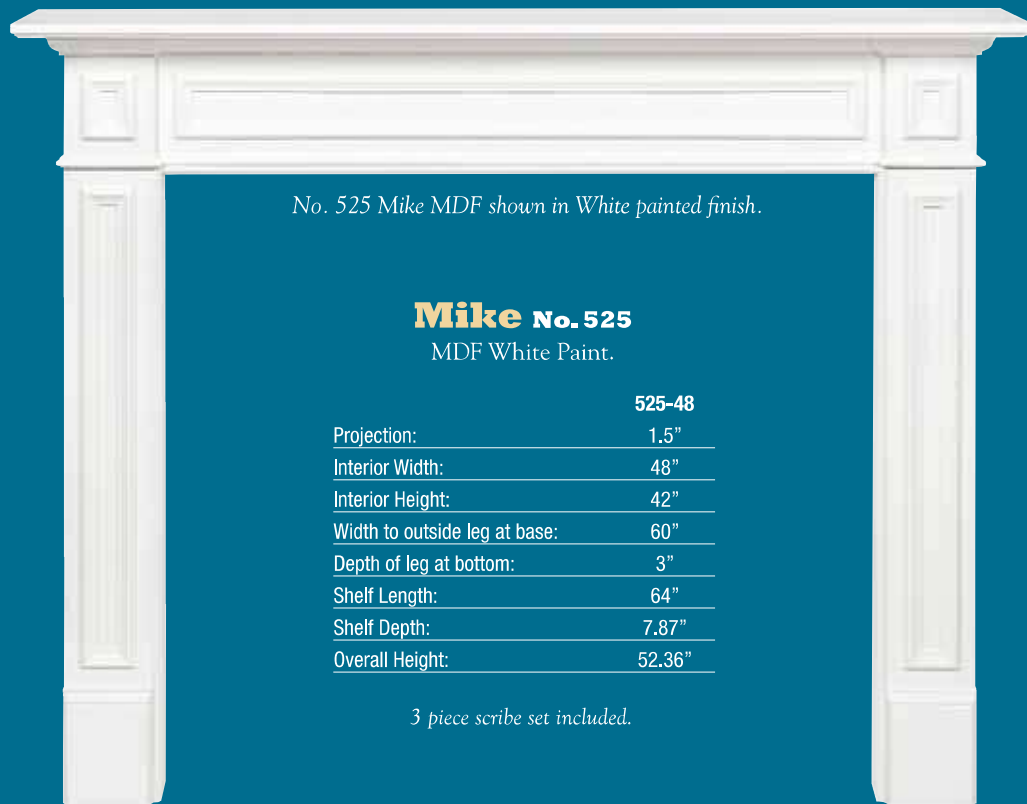 No. 525 Mike MDF shown in White painted finish.
Mike No. 525
MDF White Paint.
525-48
Projection: 1.5”
Interior Width: 48”
Interior Height: 42”
Width to outside leg at base: 60”
Depth of leg at bottom: 3”
Shelf Length: 64”
Shelf Depth: 7.87”
Overall Height: 52.36”
3 piece scribe set included.